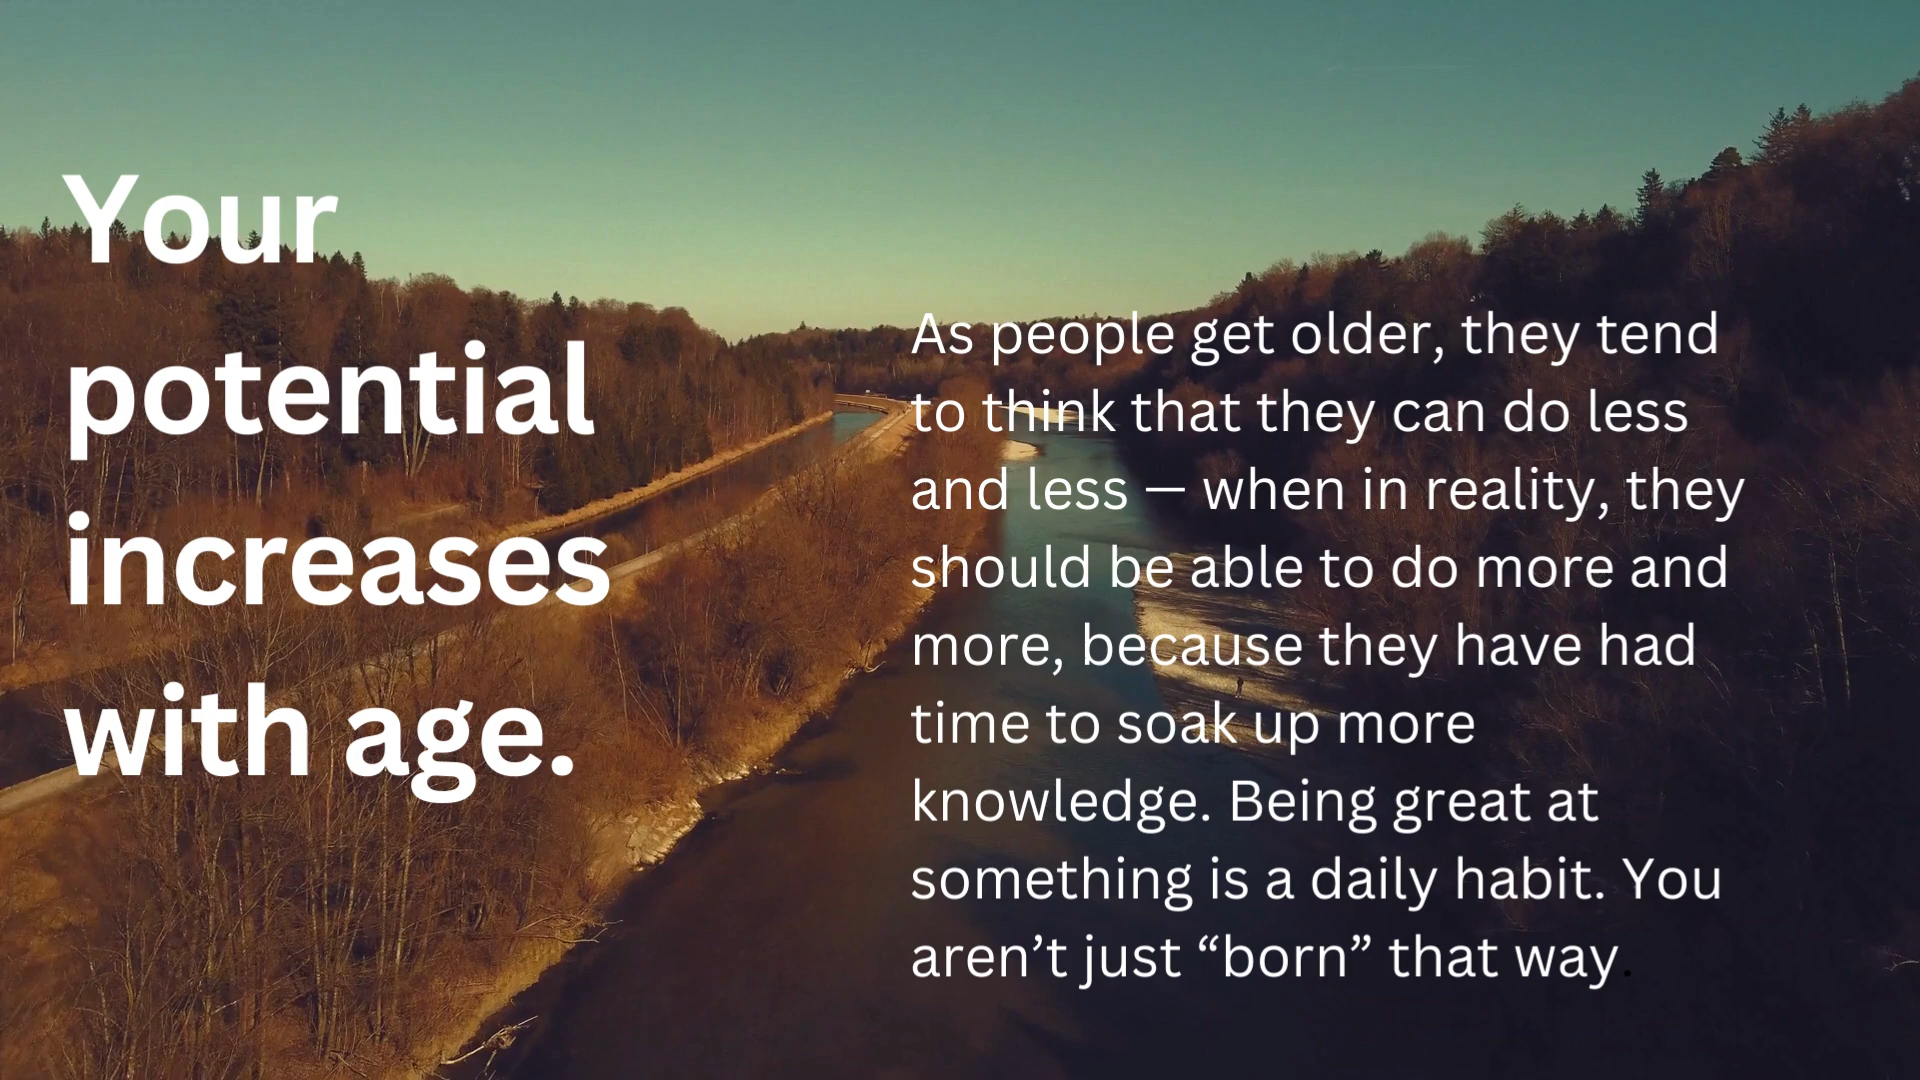 Your
potential
increases
with age.
As people get older, they tend
to think that they can do less
and less — when in reality, they
should be able to do more and
more, because they have had
time to soak up more
knowledge. Being great at
something is a daily habit. You
aren’t just “born” that way.